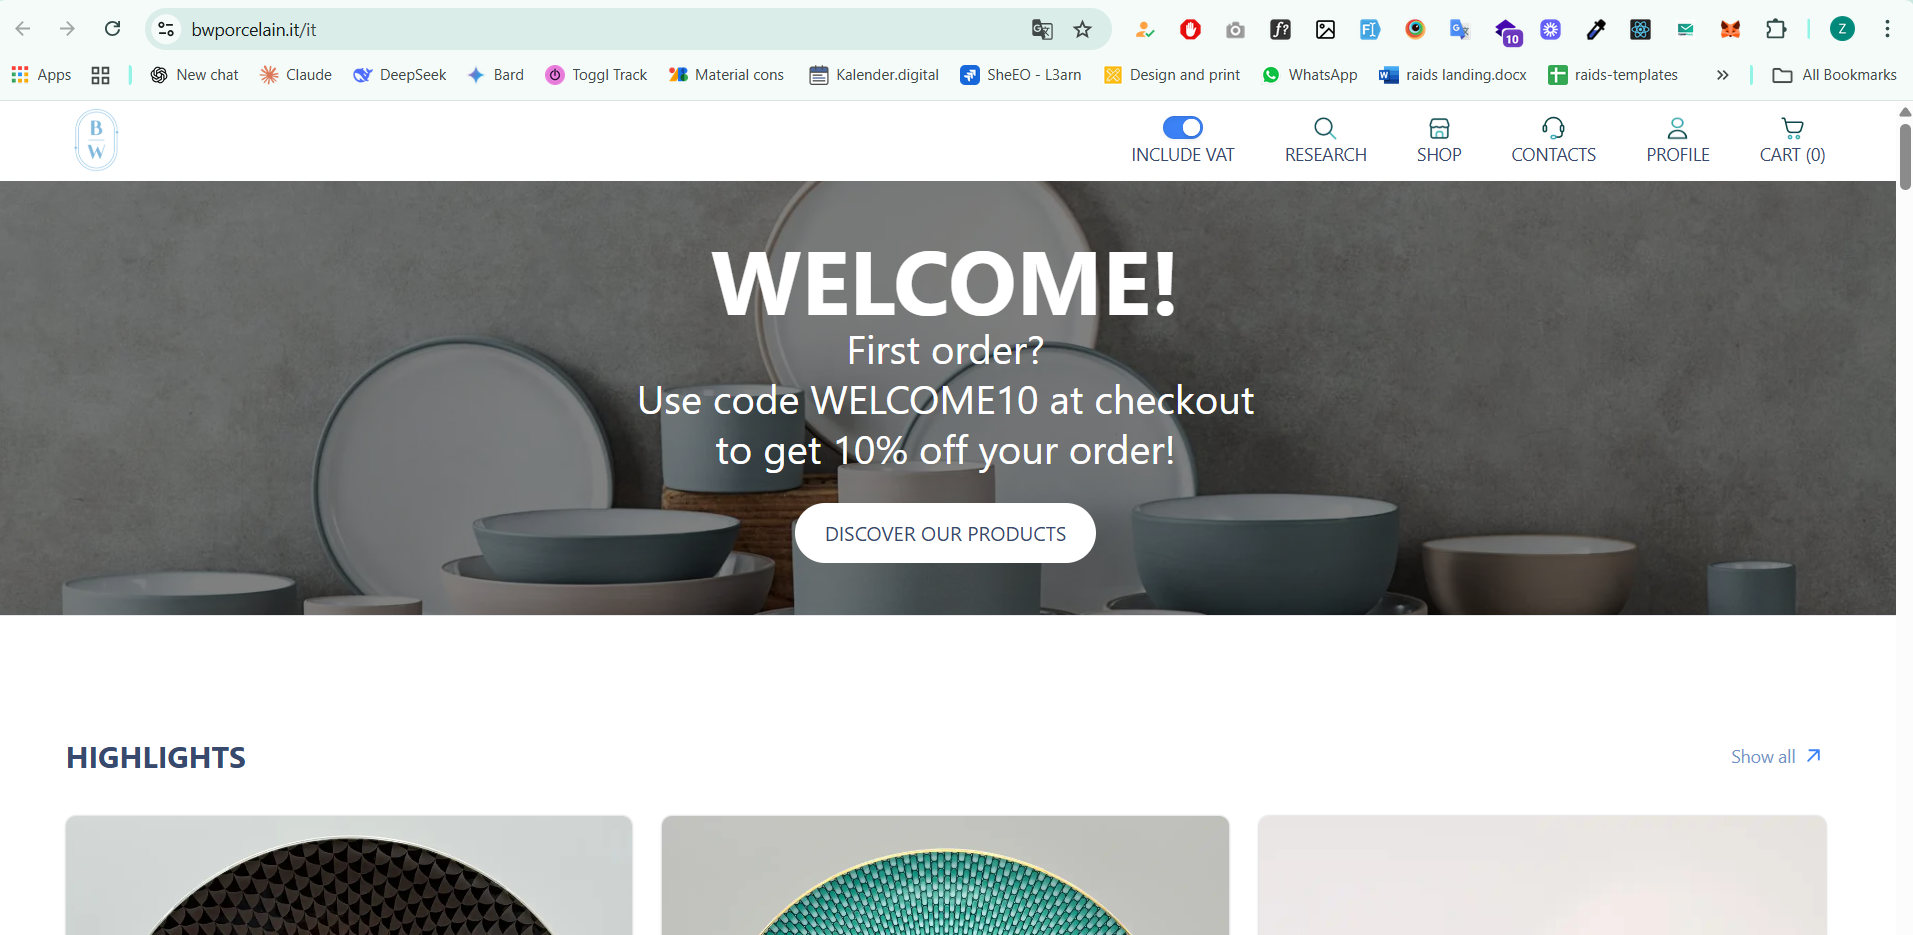 bwporcelain.it/it
10
Z
Apps
New chat
Claude
DeepSeek
Bard
Toggl Track
Material cons
Kalender.digital
SheEO - L3arn
Design and print
WhatsApp
raids landing.docx
raids-templates
»
All Bookmarks
B
W
INCLUDE VAT
RESEARCH
SHOP
CONTACTS
PROFILE
CART (0)
WELCOME!
First order?
Use code WELCOME10 at checkout
to get 10% off your order!
DISCOVER OUR PRODUCTS
HIGHLIGHTS
Show all